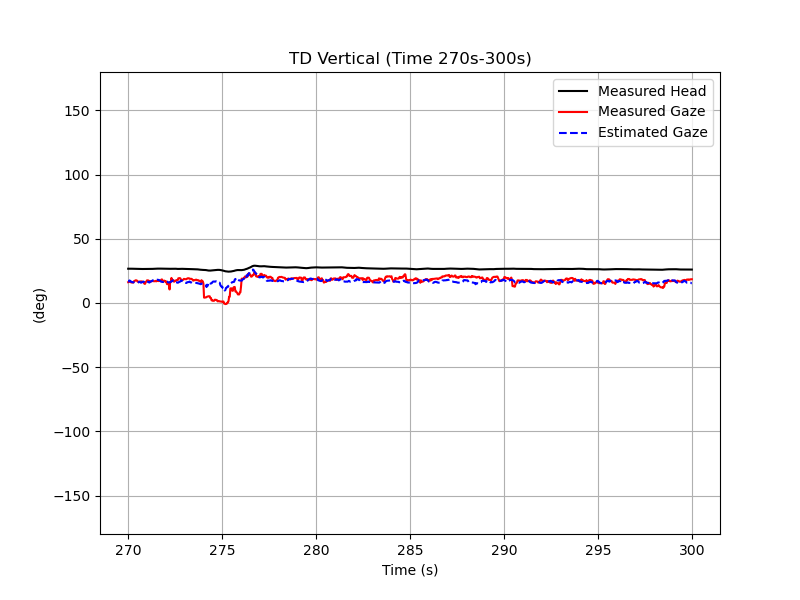 TD Vertical (Time 270s-300s)
Measured Head
Measured Gaze
Estimated Gaze
150
100
50
0
−50
−100
−150
(deg)
270 275 280 285 290 295 300
Time (s)